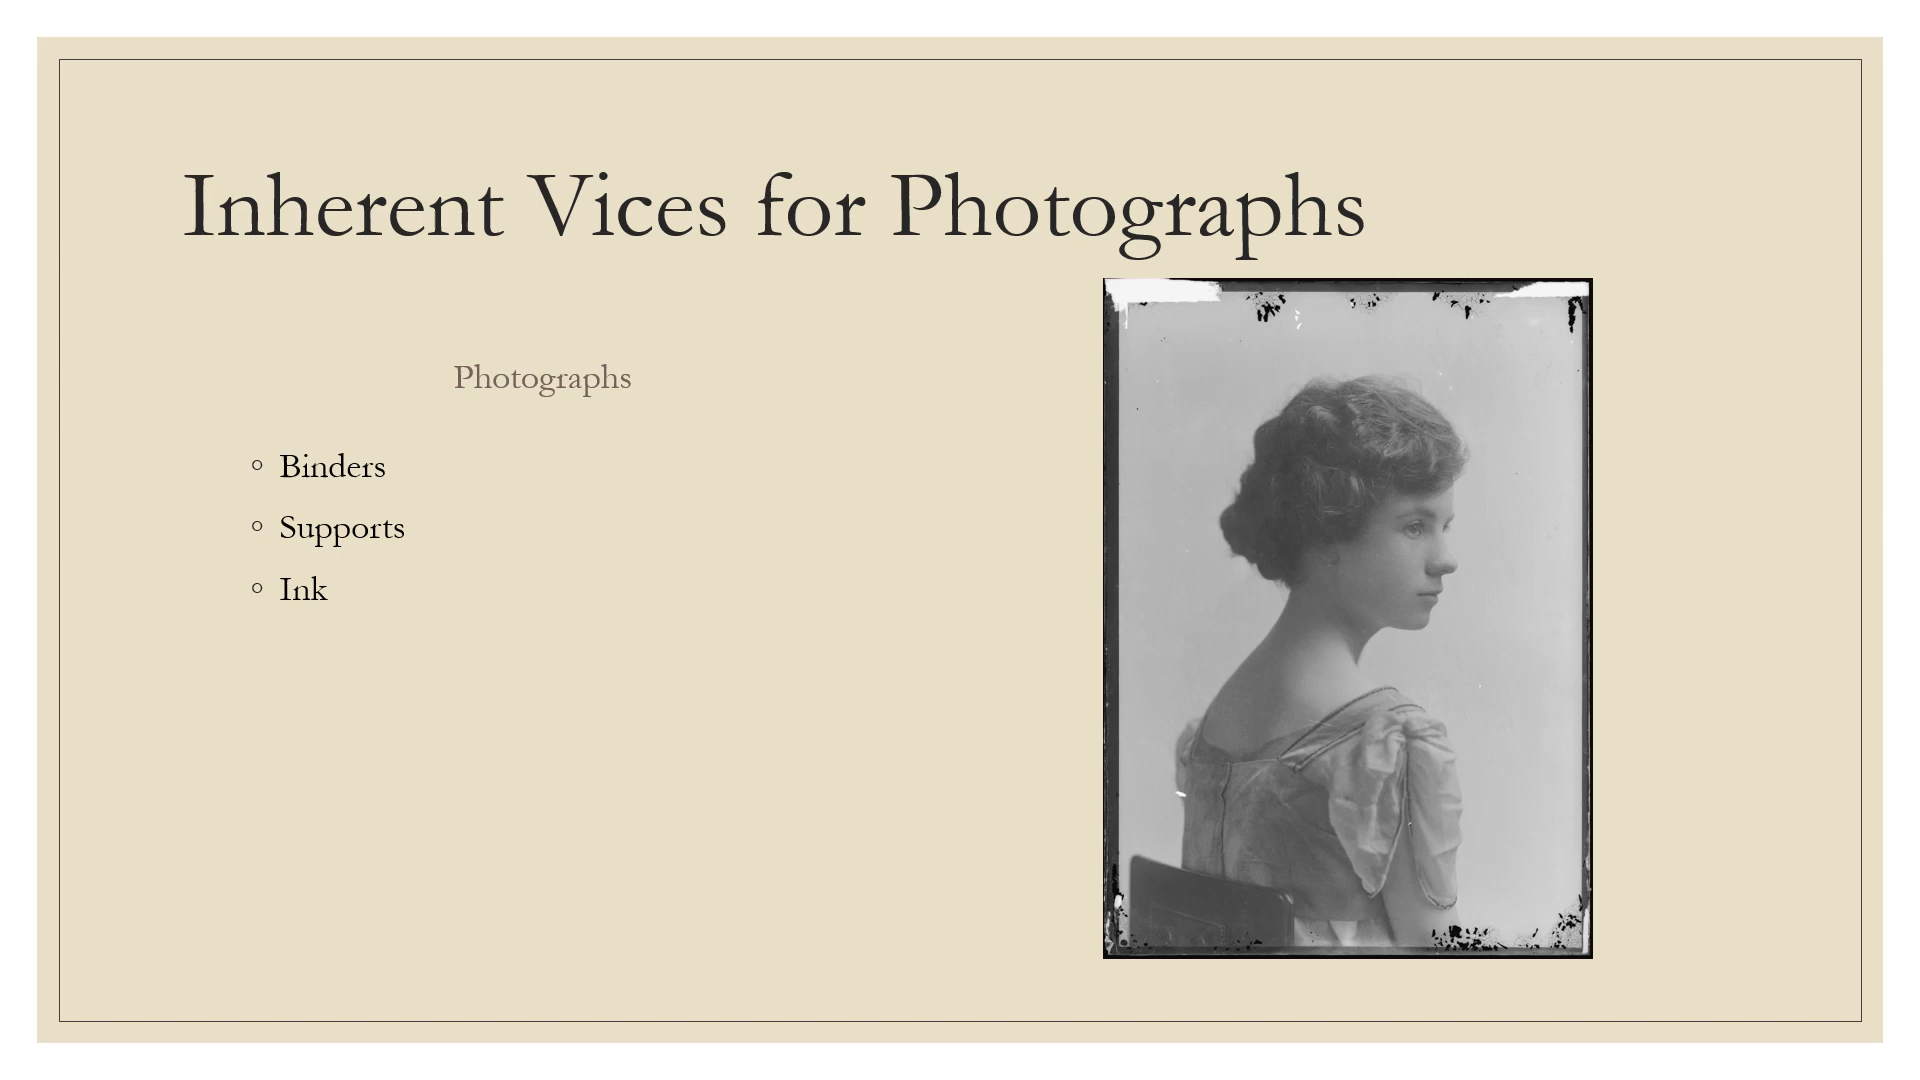 Inherent Vices for Photographs
Photographs
◦ Binders
◦ Supports
◦ Ink